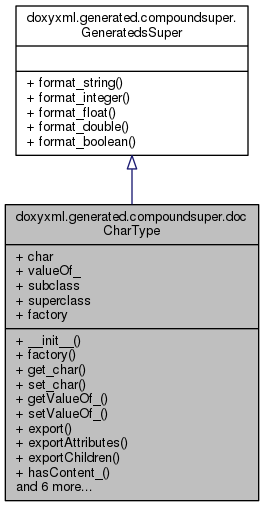 doxyxml.generated.compoundsuper.
GeneratedsSuper
+ format_string()
+ format_integer()
+ format_float()
+ format_double()
+ format_boolean()
doxyxml.generated.compoundsuper.doc
CharType
+ char
+ valueOf_
+ subclass
+ superclass
+ factory
+ __init__()
+ factory()
+ get_char()
+ set_char()
+ getValueOf_()
+ setValueOf_()
+ export()
+ exportAttributes()
+ exportChildren()
+ hasContent_()
and 6 more...